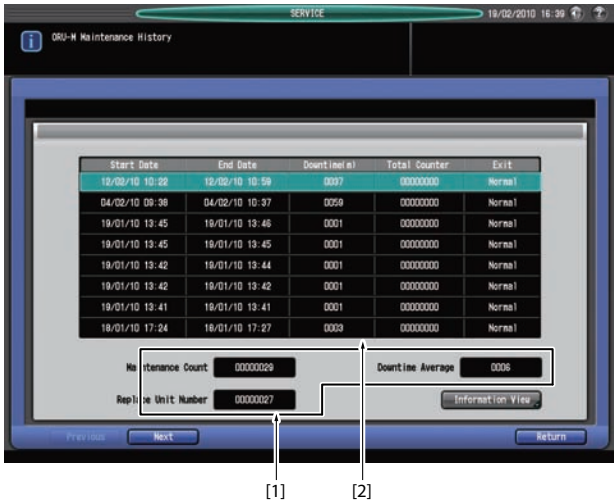 SERVICE 19/02/2010 16:39
ORU-M Maintenance History
Start Date End Date Downtime(m) Total Counter Exit
12/02/10 10:22 12/02/10 10:59 0037 00000000 Normal
04/02/10 09:38 04/02/10 10:37 0059 00000000 Normal
19/01/10 13:45 19/01/10 13:46 0001 00000000 Normal
19/01/10 13:45 19/01/10 13:45 0001 00000000 Normal
19/01/10 13:42 19/01/10 13:44 0001 00000000 Normal
19/01/10 13:42 19/01/10 13:42 0001 00000000 Normal
19/01/10 13:41 19/01/10 13:41 0001 00000000 Normal
18/01/10 17:24 18/01/10 17:27 0003 00000000 Normal
Maintenance Count 00000029 Downtime Average 0006
Replace Unit Number 00000027 Information View
Previous Next Return
[1] [2]